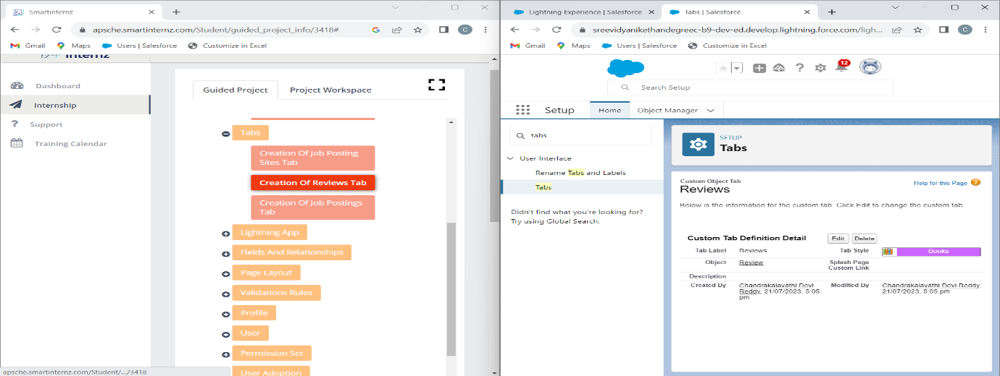 Smartinternz
apsche.smartinternz.com/Student/guided_project_info/3418#
C
Gmail
Maps
Users | Salesforce
Customize in Excel
Dashboard
Internship
Support
Training Calendar
Guided Project
Project Workspace
Tabs
Creation Of Job Posting
Sites Tab
Creation Of Reviews Tab
Creation Of Job Postings
Tab
Lightning App
Fields And Relationships
Page Layout
Validations Rules
Profile
User
Permission Set
User Adoption
apsche.smartinternz.com/Student/.../3418
Lightning Experience | Salesforce
Tabs | Salesforce
sreevidyanikethandegreec-b9-dev-ed.develop.lightning.force.com/ligh...
C
Gmail
Maps
Users | Salesforce
Customize in Excel
12
Search Setup
Setup
Home
Object Manager
tabs
User Interface
Rename Tabs and Labels
Tabs
Didn't find what you're looking for?
Try using Global Search.
SETUP
Tabs
Custom Object Tab
Reviews
Help for this Page
Below is the information for the custom tab. Click Edit to change the custom tab.
Custom Tab Definition Detail
Edit
Delete
Tab Label Reviews
Tab Style Books
Object Review
Splash Page
Custom Link
Description
Created By Chandrakalavathi Devi
Reddy, 21/07/2023, 5:05
pm
Modified By Chandrakalavathi Devi Reddy,
21/07/2023, 5:05 pm